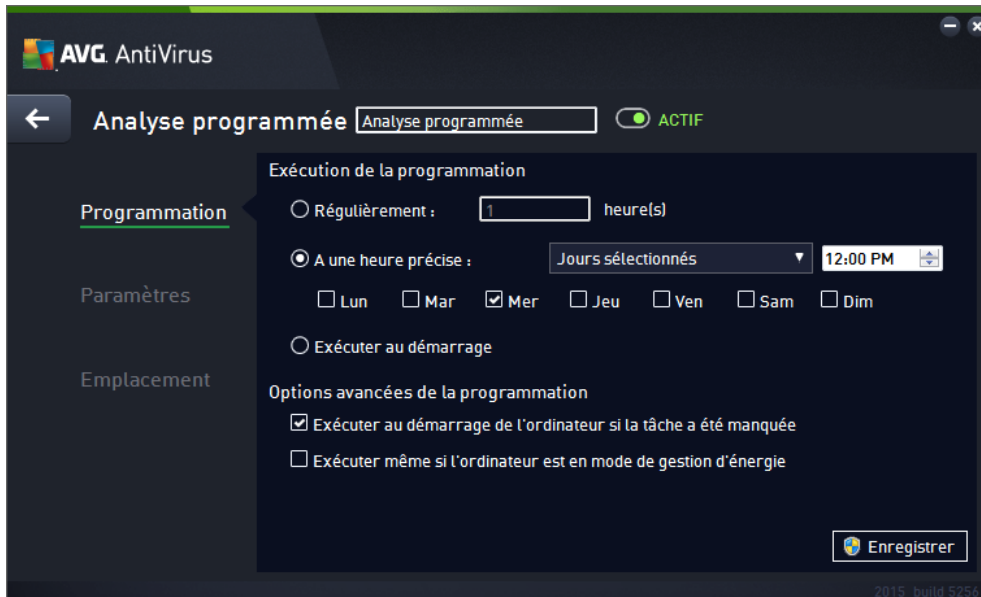 AVG. AntiVirus
Analyse programmée Analyse programmée ACTIF
Programmation
Paramètres
Emplacement
Exécution de la programmation
Régulièrement : 1 heure(s)
A une heure précise : Jours sélectionnés 12:00 PM
Lun Mar Mer Jeu Ven Sam Dim
Exécuter au démarrage
Options avancées de la programmation
Exécuter au démarrage de l'ordinateur si la tâche a été manquée
Exécuter même si l'ordinateur est en mode de gestion d'énergie
Enregistrer
2015 build 5256